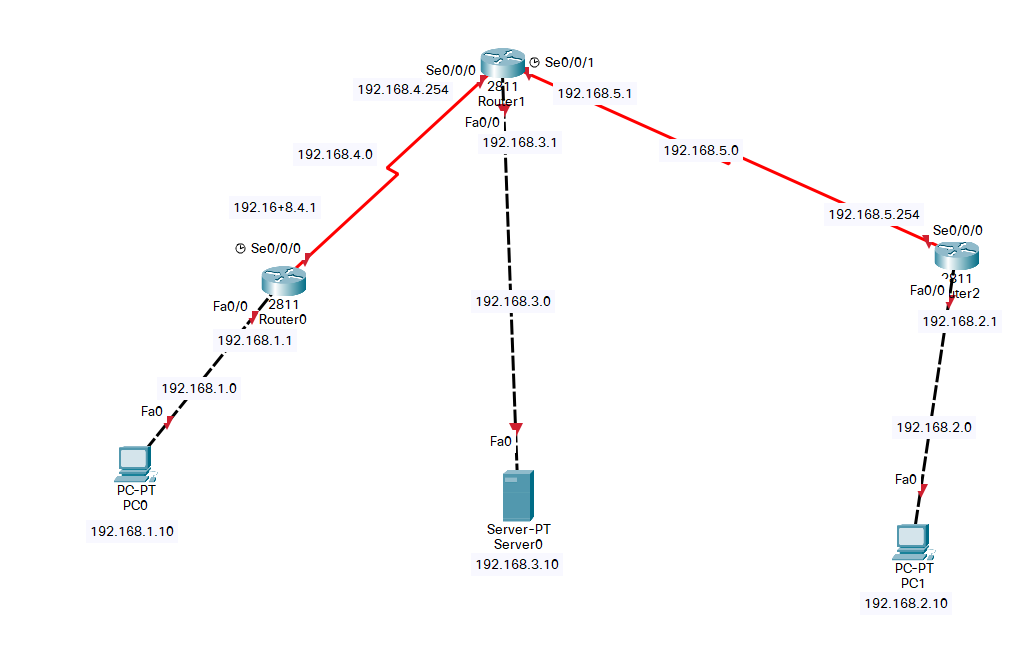 Se0/0/0
Se0/0/1
192.168.4.254
2811
192.168.5.1
Router1
Fa0/0
192.168.3.1
192.168.4.0
192.168.5.0
192.16+8.4.1
192.168.5.254
Se0/0/0
Se0/0/0
2811
Fa0/0
2811
Router0
192.168.1.1
Fa0/0
192.168.2.1
192.168.3.0
192.168.1.0
Fa0
192.168.2.0
Fa0
Fa0
PC-PT
PC0
192.168.1.10
Server-PT
Server0
192.168.3.10
PC-PT
PC1
192.168.2.10